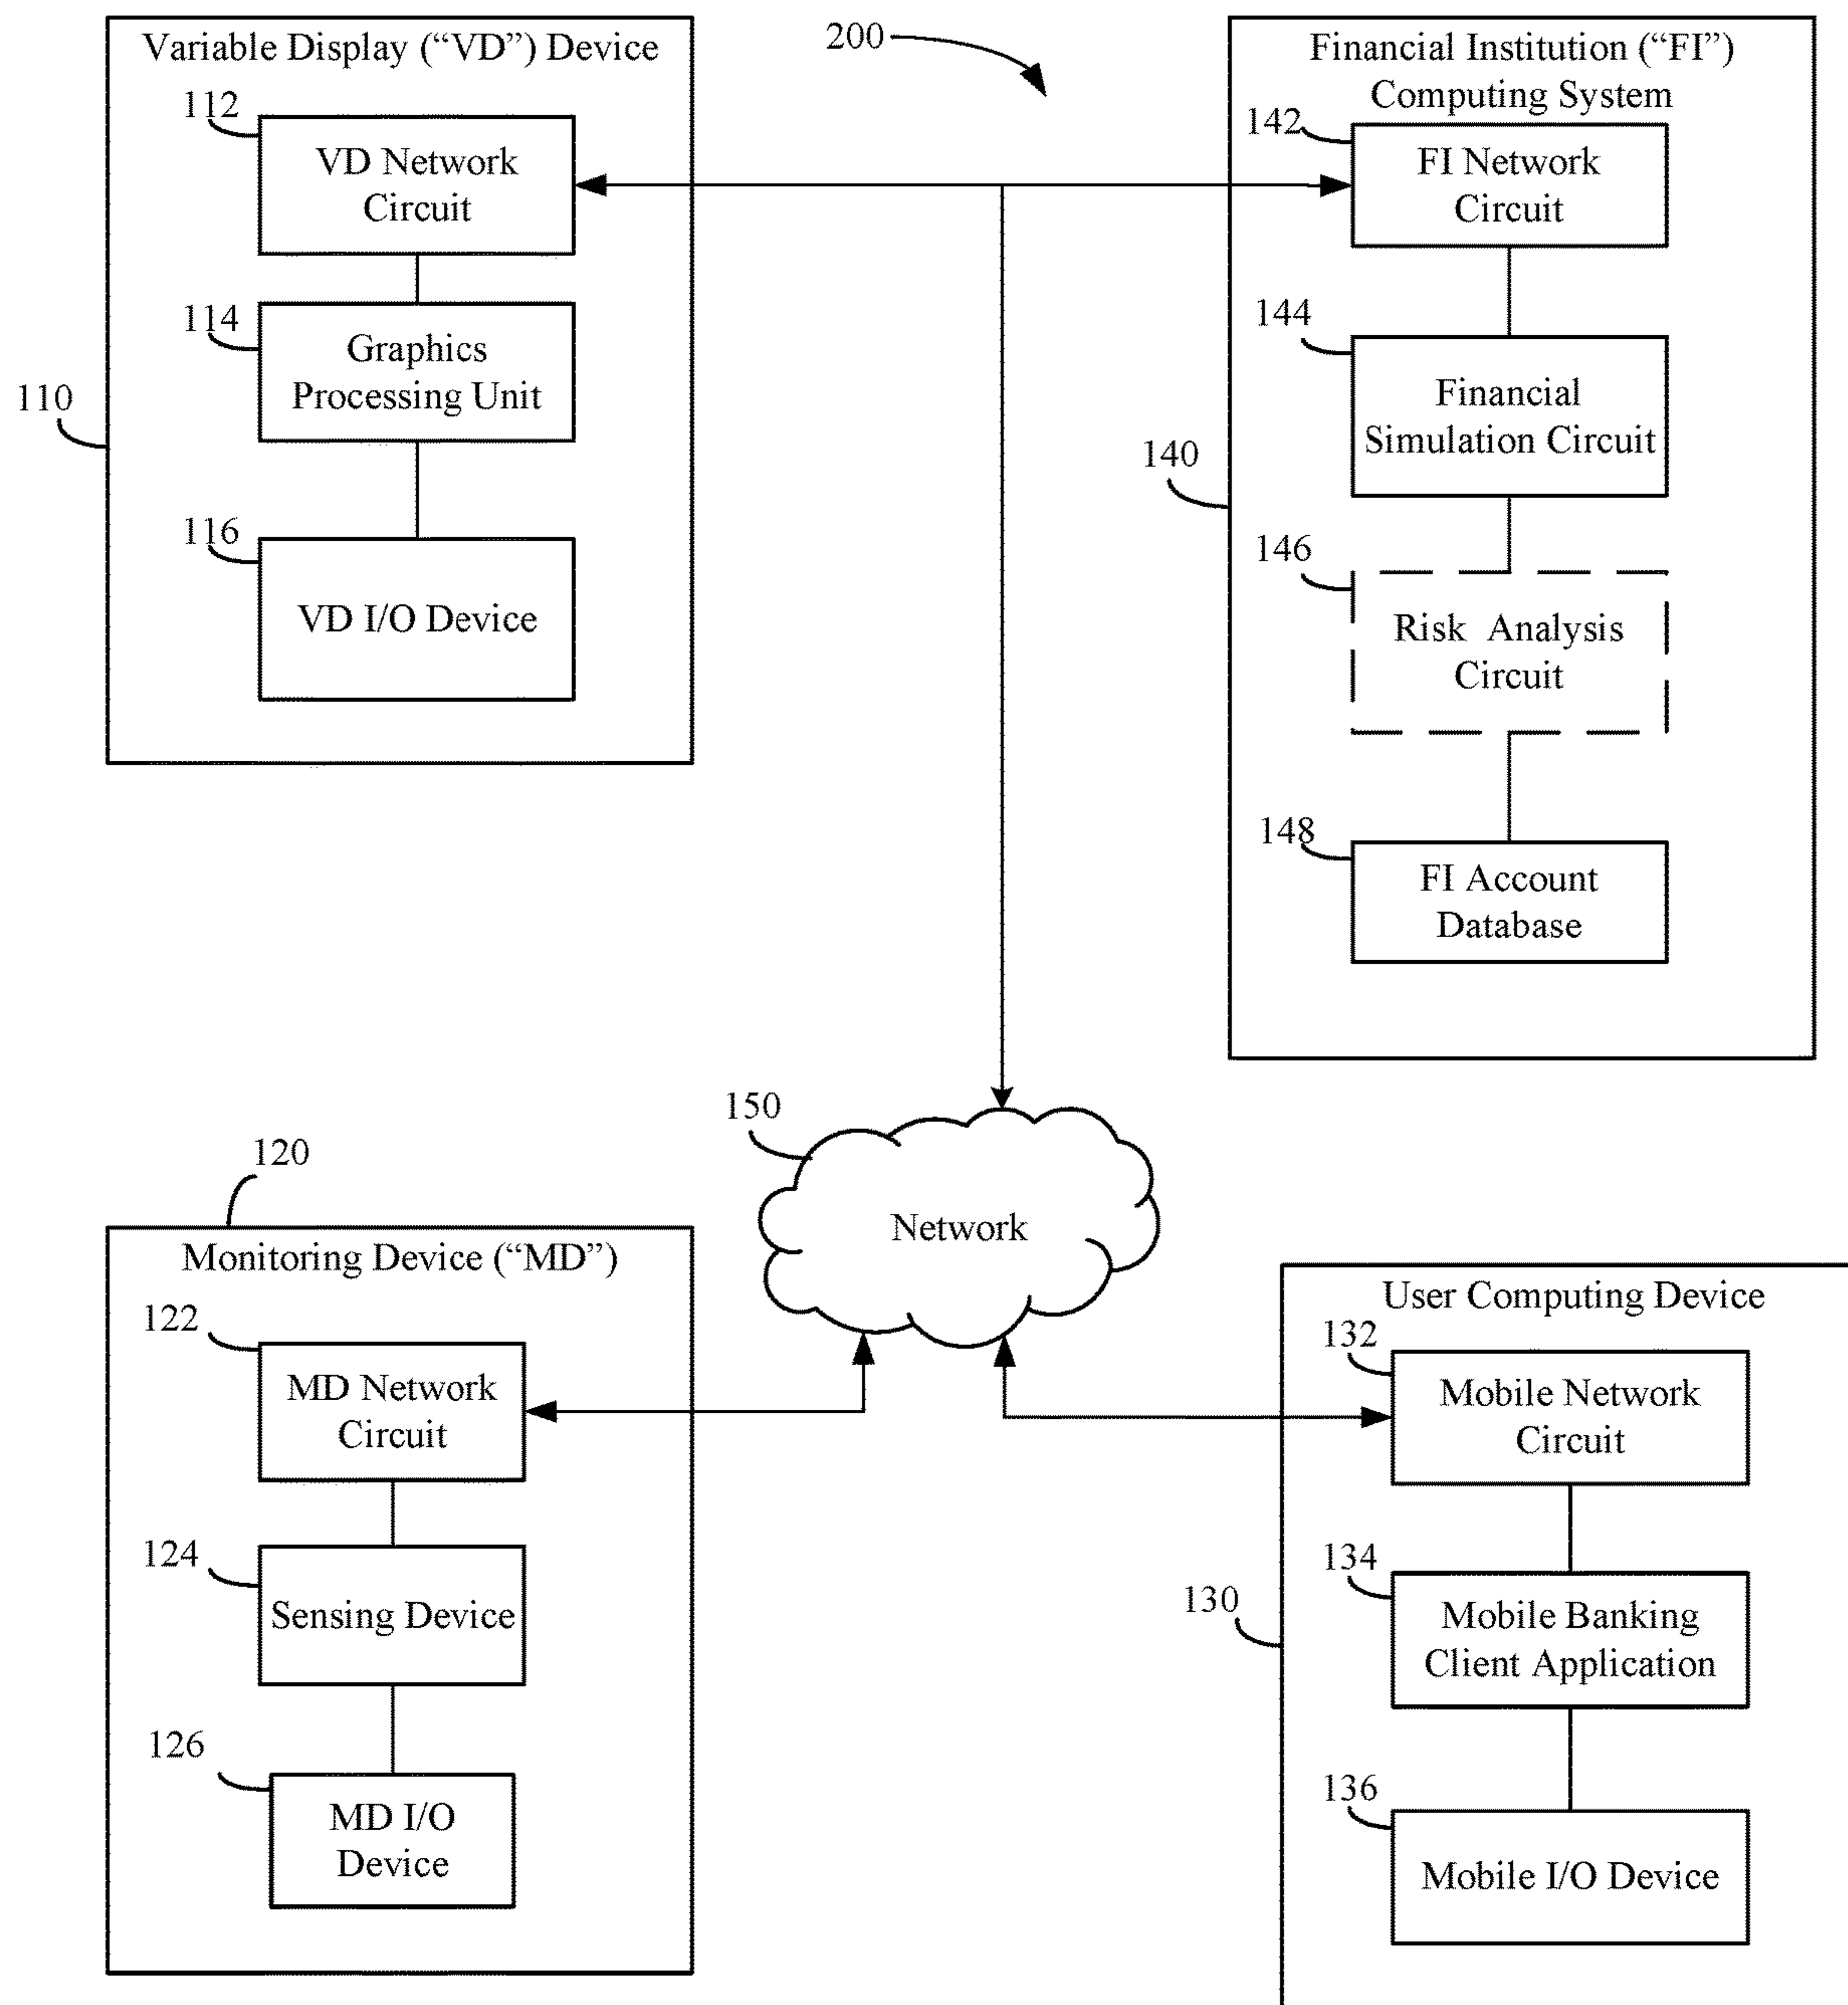 Variable Display (“VD”) Device
112
VD Network
Circuit
114
Graphics
Processing Unit
110
116
VD I/O Device
200
Financial Institution (“FI”)
Computing System
142
FI Network
Circuit
144
Financial
Simulation Circuit
140
146
Risk Analysis
Circuit
148
FI Account
Database
150
Network
120
Monitoring Device (“MD”)
122
MD Network
Circuit
124
Sensing Device
126
MD I/O
Device
User Computing Device
132
Mobile Network
Circuit
134
Mobile Banking
Client Application
130
136
Mobile I/O Device